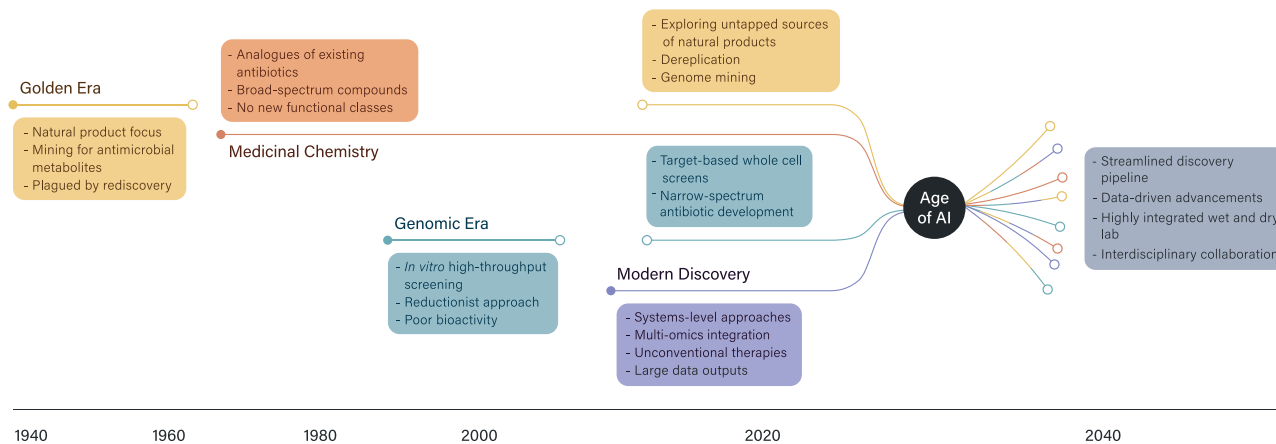 Golden Era
- Natural product focus
- Mining for antimicrobial
metabolites
- Plagued by rediscovery
- Analogues of existing
antibiotics
- Broad-spectrum compounds
- No new functional classes
Medicinal Chemistry
Genomic Era
- In vitro high-throughput
screening
- Reductionist approach
- Poor bioactivity
- Exploring untapped sources
of natural products
- Dereplication
- Genome mining
- Target-based whole cell
screens
- Narrow-spectrum
antibiotic development
Modern Discovery
- Systems-level approaches
- Multi-omics integration
- Unconventional therapies
- Large data outputs
Age
of AI
- Streamlined discovery
pipeline
- Data-driven advancements
- Highly integrated wet and dry
lab
- Interdisciplinary collaboration
1940 1960 1980 2000 2020 2040